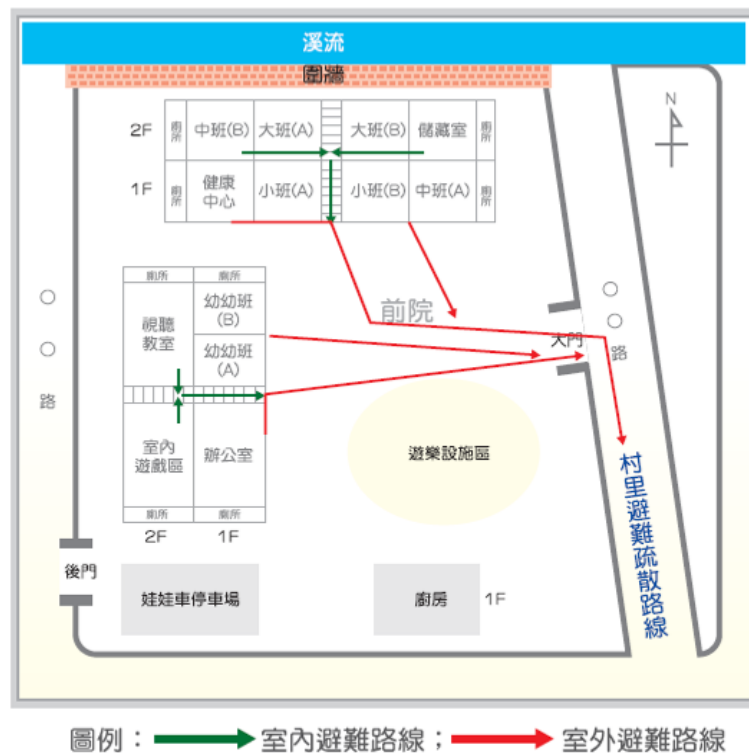 溪流
圍牆
N
2F 廁所 中班(B) 大班(A) 大班(B) 儲藏室 廁所
1F 廁所 健康中心 小班(A) 小班(B) 中班(A) 廁所
廁所 廁所
視聽教室
幼幼班(B)
幼幼班(A)
前院
大門
○○路
○○路
室內遊戲區
辦公室
遊樂設施區
村里避難疏散路線
廁所 廁所
2F 1F
後門
娃娃車停車場
廚房 1F
圖例：室內避難路線；室外避難路線